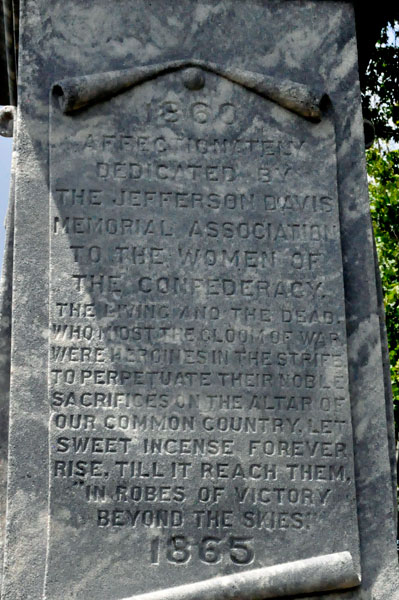 1860
AFFECTIONATELY
DEDICATED BY
THE JEFFERSON DAVIS
MEMORIAL ASSOCIATION
TO THE WOMEN OF
THE CONFEDERACY,
THE LIVING AND THE DEAD,
WHO MIDST THE GLOOM OF WAR
WERE HEROINES IN THE STRIFE
TO PERPETUATE THEIR NOBLE
SACRIFICES ON THE ALTAR OF
OUR COMMON COUNTRY. LET
SWEET INCENSE FOREVER
RISE, TILL IT REACH THEM,
"IN ROBES OF VICTORY
BEYOND THE SKIES."
1865